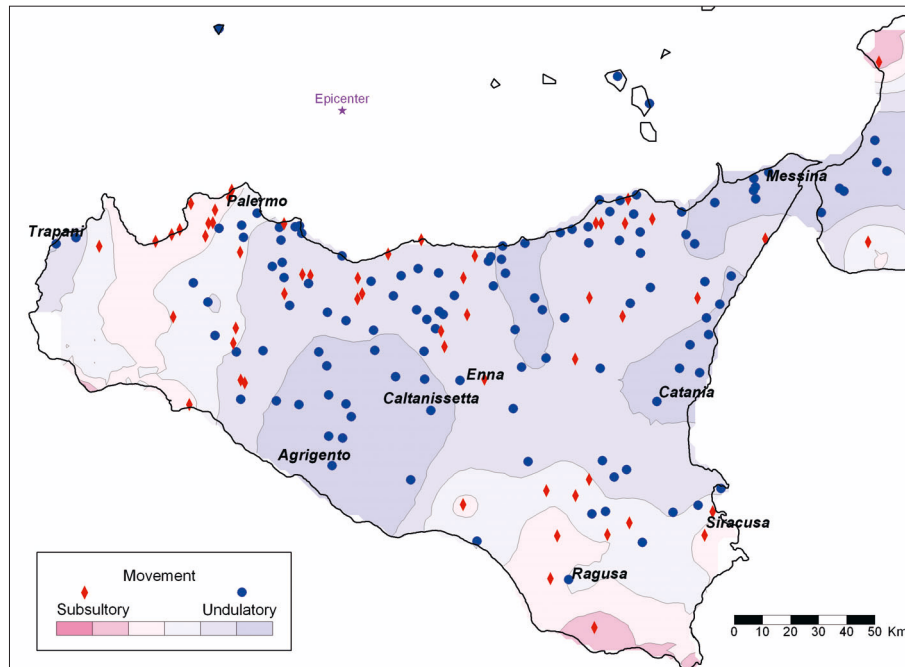 Epicenter
Messina
Palermo
Trapani
Enna
Caltanissetta
Catania
Agrigento
Siracusa
Ragusa
Movement
Subsultory Undulatory
0 10 20 30 40 50 Km